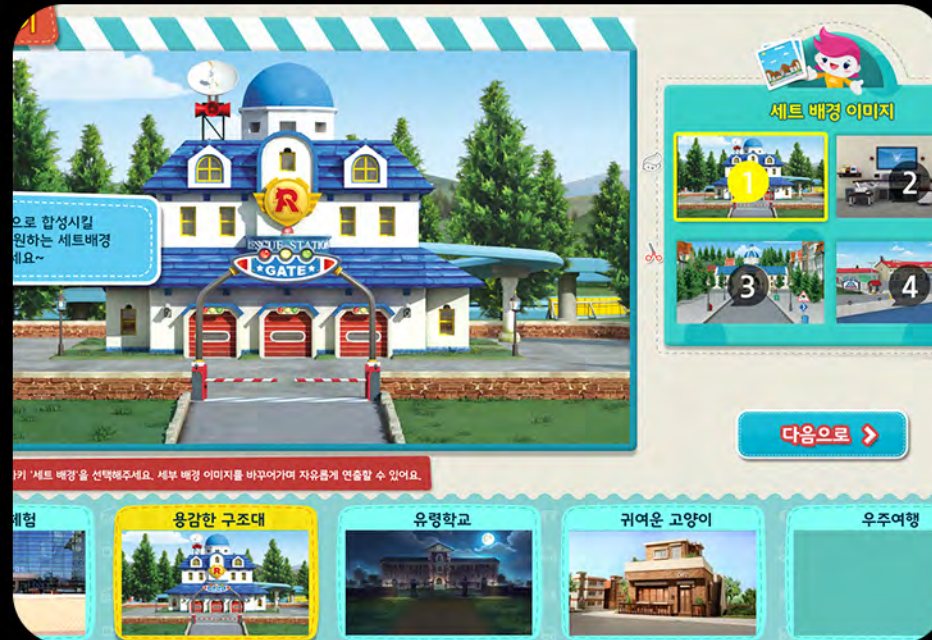 세트 배경 이미지
1
2
R
으로 합성시킬
원하는 세트배경
세요~
RESCUE-STATION
★GATE★
3
4
다음으로
'세트 배경'을 선택해주세요. 세부 배경 이미지를 바꾸어가며 자유롭게 연출할 수 있어요.
체험
용감한 구조대
유령학교
귀여운 고양이
우주여행